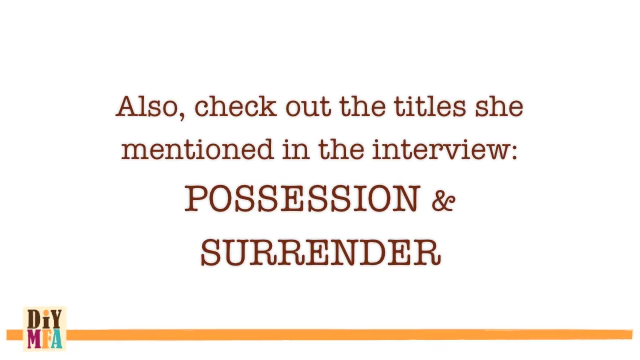 Also, check out the titles she
mentioned in the interview:
POSSESSION &
SURRENDER
DiY
MFA